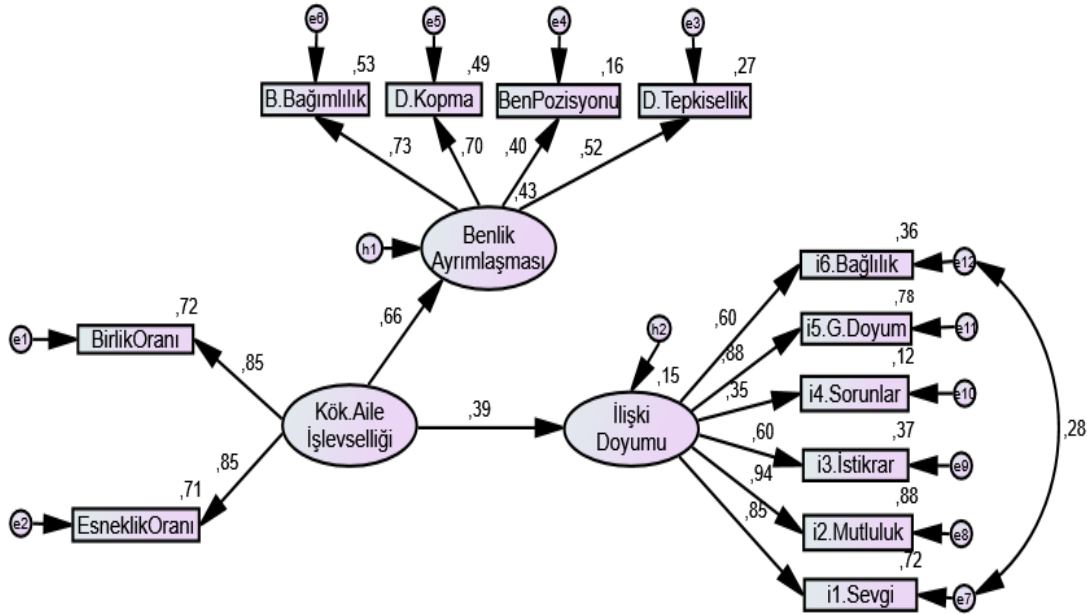 e6
e5
e4
e3
,53
,49
,16
,27
B.Bağımlılık
D.Kopma
BenPozisyonu
D.Tepkisellik
,73
,70
,40
,52
,43
h1
Benlik
Ayrımlaşması
,36
i6.Bağlılık
e12
,72
,66
,60
,78
e1
BirlikOranı
h2
,88
i5.G.Doyum
e11
,85
,15
,12
,35
i4.Sorunlar
e10
Kök.Aile
İşlevselliği
,39
İlişki
Doyumu
,28
,60
,37
i3.İstikrar
e9
,85
,94
,71
,88
e2
EsneklikOranı
,85
i2.Mutluluk
e8
,72
i1.Sevgi
e7